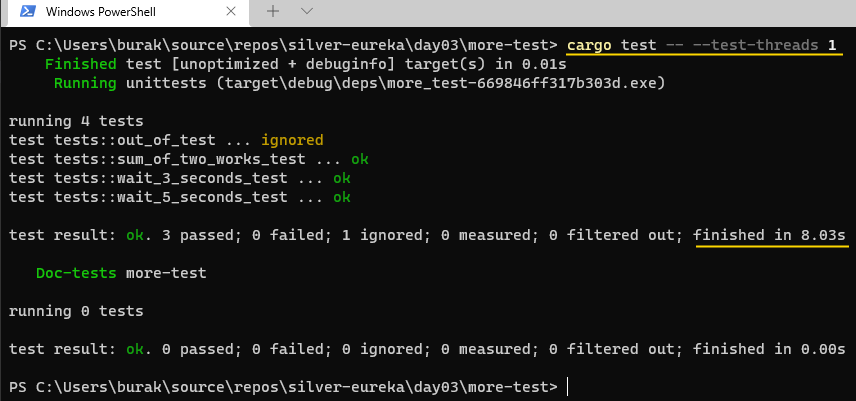 Windows PowerShell
PS C:\Users\burak\source\repos\silver-eureka\day03\more-test> cargo test -- --test-threads 1
    Finished test [unoptimized + debuginfo] target(s) in 0.01s
     Running unittests (target\debug\deps\more_test-669846ff317b303d.exe)
running 4 tests
test tests::out_of_test ... ignored
test tests::sum_of_two_works_test ... ok
test tests::wait_3_seconds_test ... ok
test tests::wait_5_seconds_test ... ok
test result: ok. 3 passed; 0 failed; 1 ignored; 0 measured; 0 filtered out; finished in 8.03s
   Doc-tests more-test
running 0 tests
test result: ok. 0 passed; 0 failed; 0 ignored; 0 measured; 0 filtered out; finished in 0.00s
PS C:\Users\burak\source\repos\silver-eureka\day03\more-test>